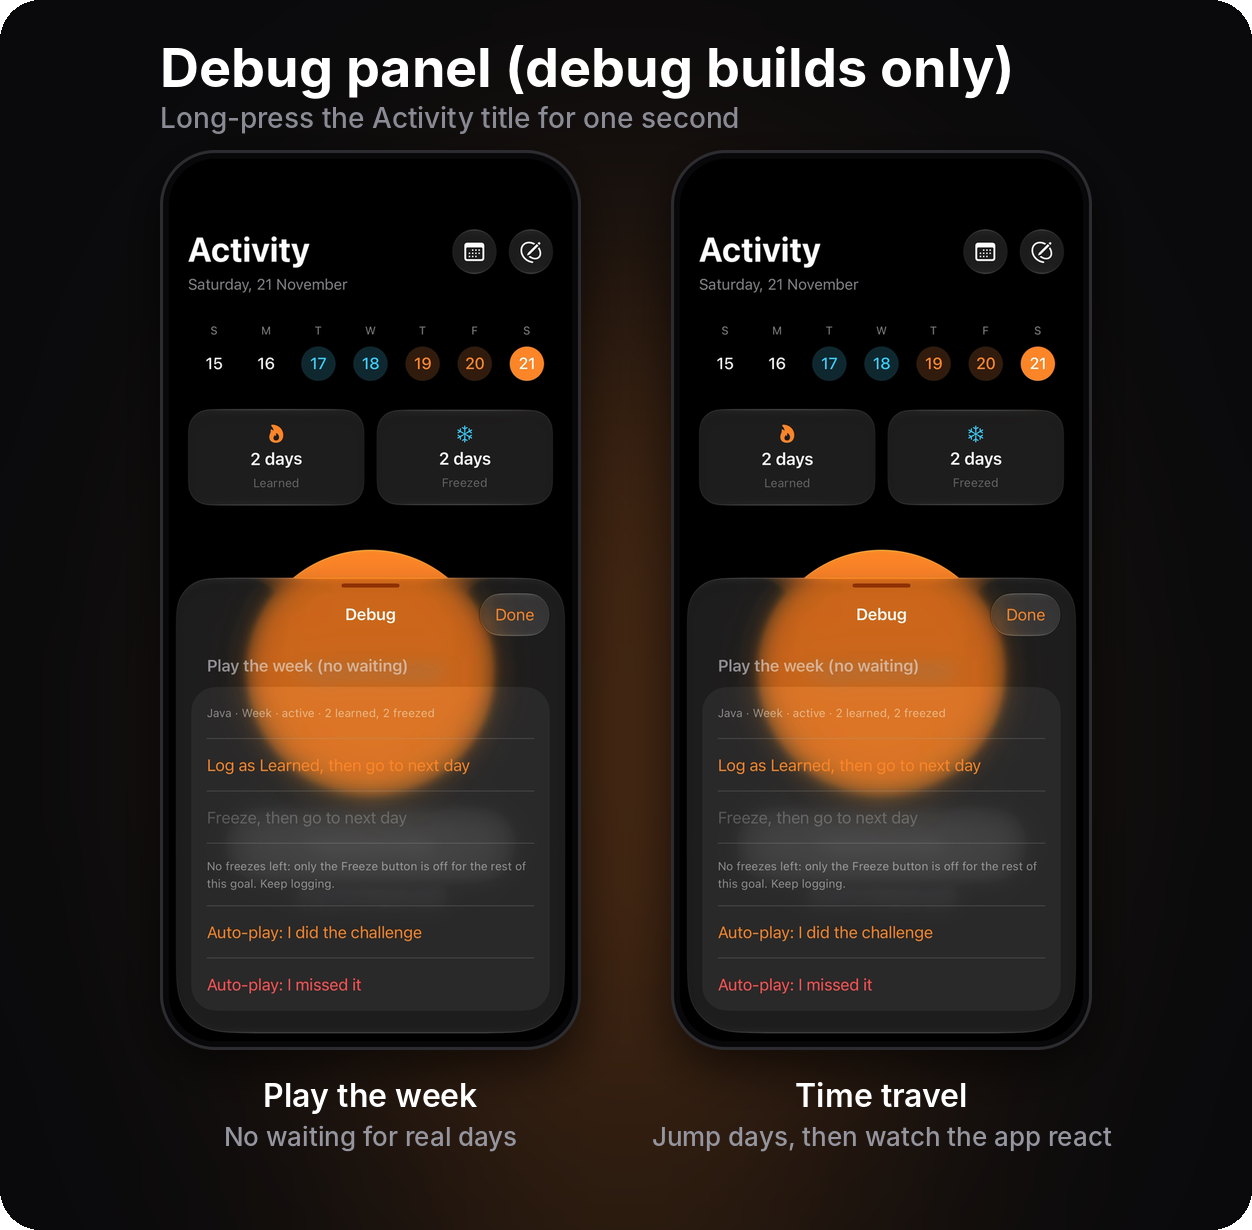 Debug panel (debug builds only)
Long-press the Activity title for one second
Activity
Saturday, 21 November
S M T W T F S
15 16 17 18 19 20 21
2 days
Learned
2 days
Freezed
Debug
Done
Play the week (no waiting)
Java · Week · active · 2 learned, 2 freezed
Log as Learned, then go to next day
Freeze, then go to next day
No freezes left: only the Freeze button is off for the rest of
this goal. Keep logging.
Auto-play: I did the challenge
Auto-play: I missed it
Play the week
No waiting for real days
Activity
Saturday, 21 November
S M T W T F S
15 16 17 18 19 20 21
2 days
Learned
2 days
Freezed
Debug
Done
Play the week (no waiting)
Java · Week · active · 2 learned, 2 freezed
Log as Learned, then go to next day
Freeze, then go to next day
No freezes left: only the Freeze button is off for the rest of
this goal. Keep logging.
Auto-play: I did the challenge
Auto-play: I missed it
Time travel
Jump days, then watch the app react